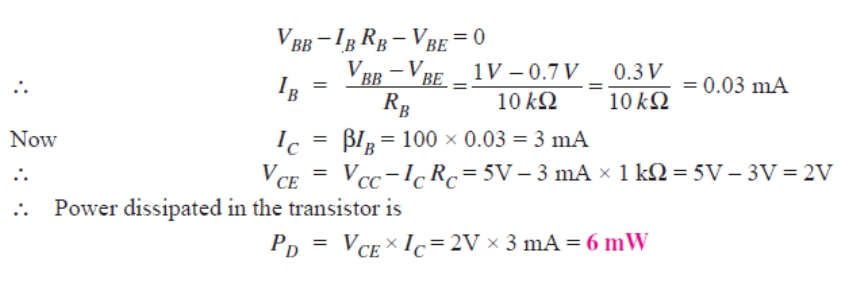 V_BB – I_B R_B – V_BE = 0
∴ I_B = (V_BB – V_BE)/R_B = (1V – 0.7 V)/(10 kΩ) = (0.3 V)/(10 kΩ) = 0.03 mA
Now I_C = βI_B = 100 × 0.03 = 3 mA
∴ V_CE = V_CC – I_C R_C = 5V – 3 mA × 1 kΩ = 5V – 3V = 2V
∴ Power dissipated in the transistor is
P_D = V_CE × I_C = 2V × 3 mA = 6 mW